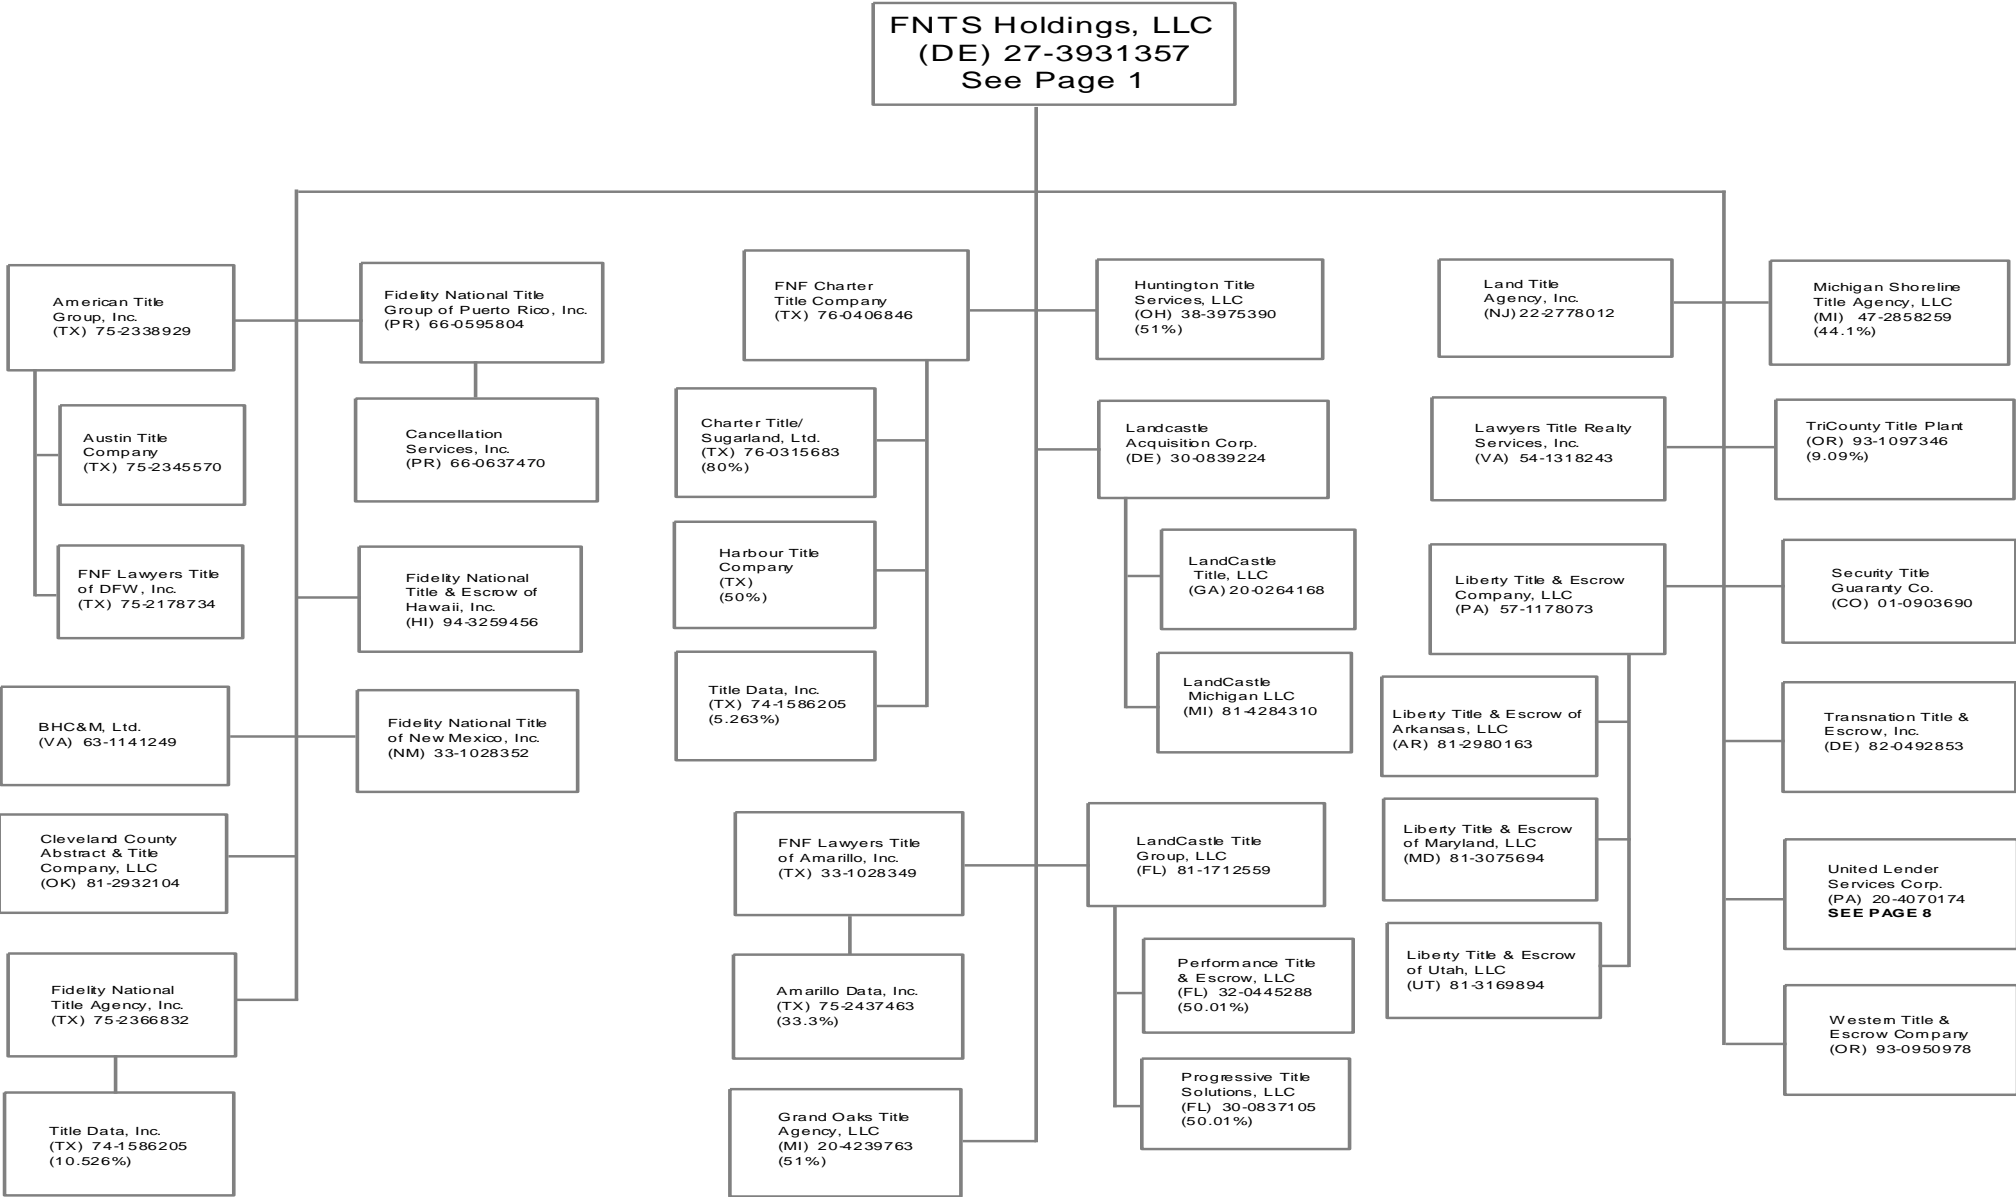 FNTS Holdings, LLC
(DE) 27-3931357
See Page 1
American Title
Group, Inc.
(TX) 75-2338929
Austin Title
Company
(TX) 75-2345570
FNF Lawyers Title
of DFW, Inc.
(TX) 75-2178734
BHC&M, Ltd.
(VA) 63-1141249
Cleveland County
Abstract & Title
Company, LLC
(OK) 81-2932104
Fidelity National
Title Agency, Inc.
(TX) 75-2366832
Title Data, Inc.
(TX) 74-1586205
(10.526%)
Fidelity National Title
Group of Puerto Rico, Inc.
(PR) 66-0595804
Cancellation
Services, Inc.
(PR) 66-0637470
Fidelity National
Title & Escrow of
Hawaii, Inc.
(HI) 94-3259456
Fidelity National Title
of New Mexico, Inc.
(NM) 33-1028352
FNF Charter
Title Company
(TX) 76-0406846
Charter Title/
Sugarland, Ltd.
(TX) 76-0315683
(80%)
Harbour Title
Company
(TX)
(50%)
Title Data, Inc.
(TX) 74-1586205
(5.263%)
FNF Lawyers Title
of Amarillo, Inc.
(TX) 33-1028349
Amarillo Data, Inc.
(TX) 75-2437463
(33.3%)
Grand Oaks Title
Agency, LLC
(MI) 20-4239763
(51%)
Huntington Title
Services, LLC
(OH) 38-3975390
(51%)
Landcastle
Acquisition Corp.
(DE) 30-0839224
LandCastle
Title, LLC
(GA) 20-0264168
LandCastle
Michigan LLC
(MI) 81-4284310
LandCastle Title
Group, LLC
(FL) 81-1712559
Performance Title
& Escrow, LLC
(FL) 32-0445288
(50.01%)
Progressive Title
Solutions, LLC
(FL) 30-0837105
(50.01%)
Land Title
Agency, Inc.
(NJ) 22-2778012
Lawyers Title Realty
Services, Inc.
(VA) 54-1318243
Liberty Title & Escrow
Company, LLC
(PA) 57-1178073
Liberty Title & Escrow of
Arkansas, LLC
(AR) 81-2980163
Liberty Title & Escrow
of Maryland, LLC
(MD) 81-3075694
Liberty Title & Escrow
of Utah, LLC
(UT) 81-3169894
Michigan Shoreline
Title Agency, LLC
(MI) 47-2858259
(44.1%)
TriCounty Title Plant
(OR) 93-1097346
(9.09%)
Security Title
Guaranty Co.
(CO) 01-0903690
Transnation Title &
Escrow, Inc.
(DE) 82-0492853
United Lender
Services Corp.
(PA) 20-4070174
SEE PAGE 8
Western Title &
Escrow Company
(OR) 93-0950978